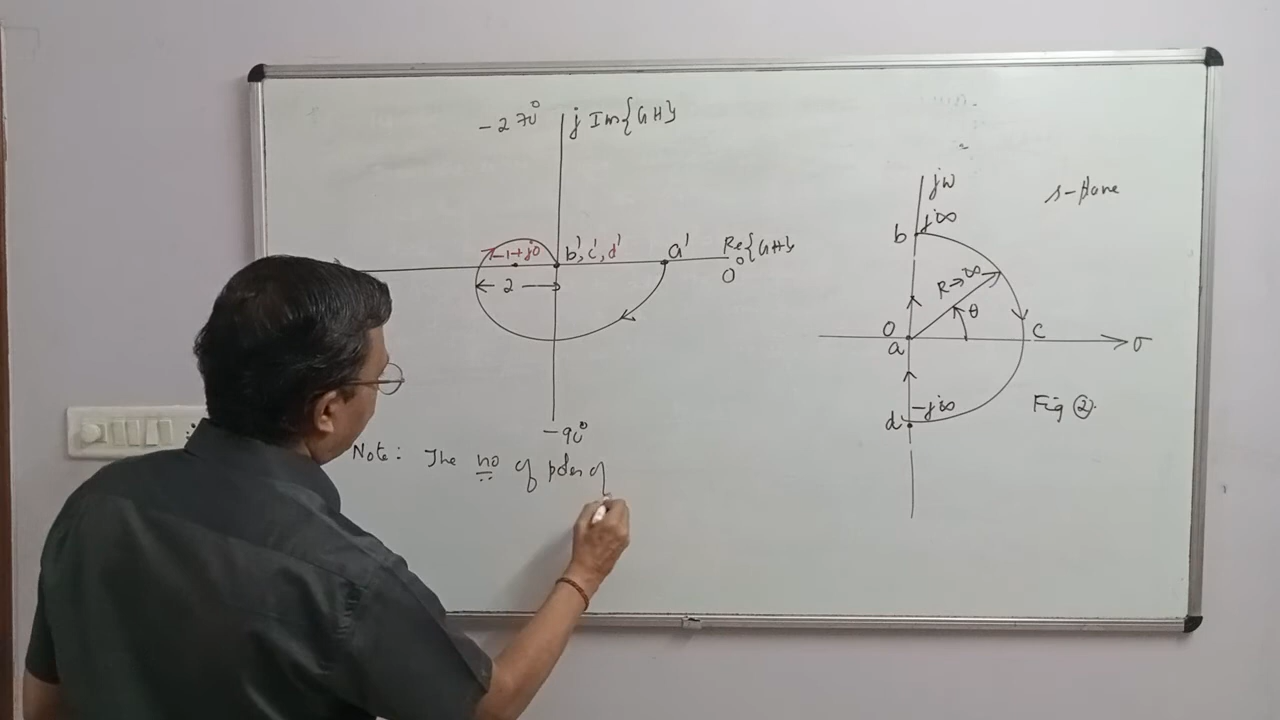 -270° j Im{GH}
-1+j0 b', c', d' a' Re{GH}
0°
2
-90°
Note: The no of poles of
jω s-plane
b j∞
R→∞
θ
0
a c σ
-j∞ Fig ②.
d